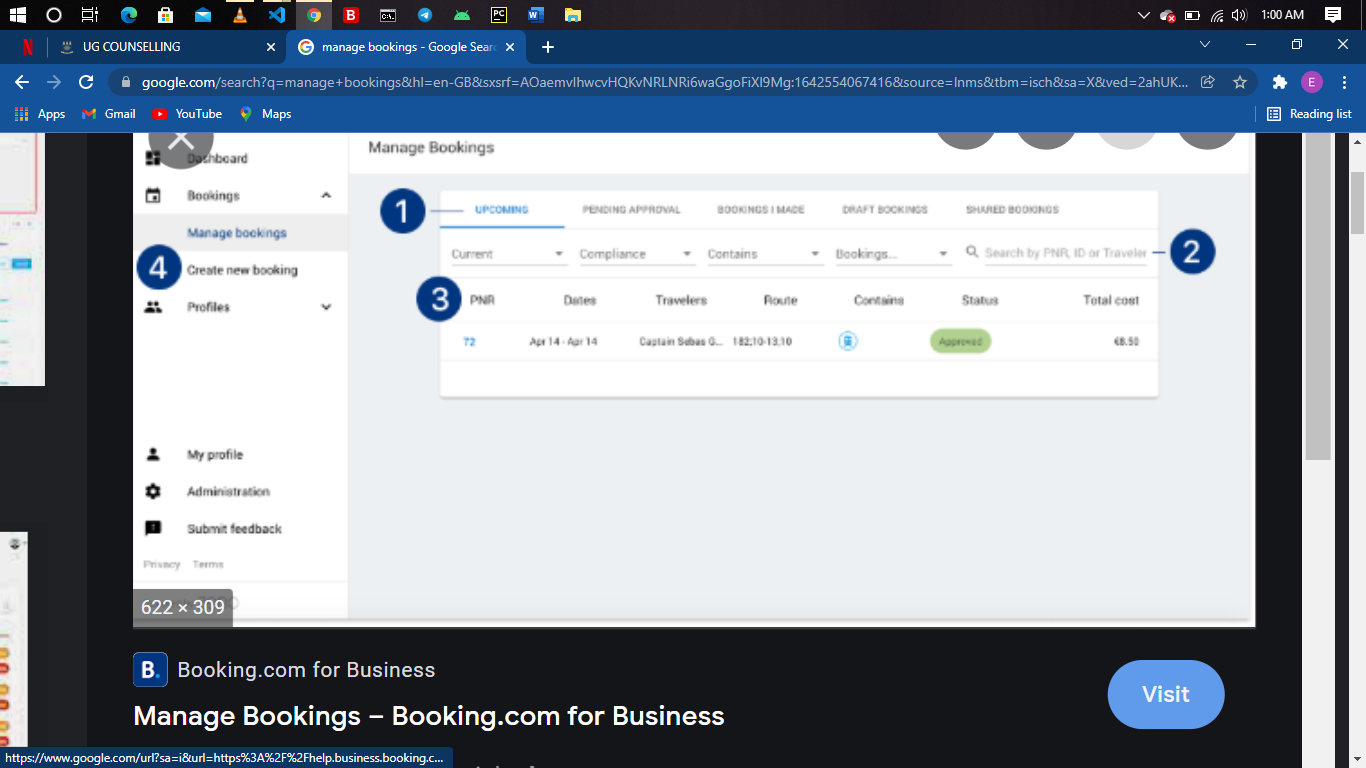 1:00 AM
UG COUNSELLING
manage bookings - Google Sear
google.com/search?q=manage+bookings&hl=en-GB&sxsrf=AOaemvIhwcvHQKvNRLNRi6waGgoFiXI9Mg:1642554067416&source=lnms&tbm=isch&sa=X&ved=2ahUK...
E
Apps Gmail YouTube Maps Reading list
Dashboard
Manage Bookings
Bookings
Manage bookings
4
Create new booking
Profiles
1 UPCOMING PENDING APPROVAL BOOKINGS I MADE DRAFT BOOKINGS SHARED BOOKINGS
Current Compliance Contains Bookings... Search by PNR, ID or Traveler 2
3 PNR Dates Travelers Route Contains Status Total cost
72 Apr 14 - Apr 14 Captain Sebas G... 182;10-13,10 Approved €8.50
My profile
Administration
Submit feedback
Privacy Terms
622 × 309
B. Booking.com for Business
Visit
Manage Bookings – Booking.com for Business
https://www.google.com/url?sa=i&url=https%3A%2F%2Fhelp.business.booking.c...